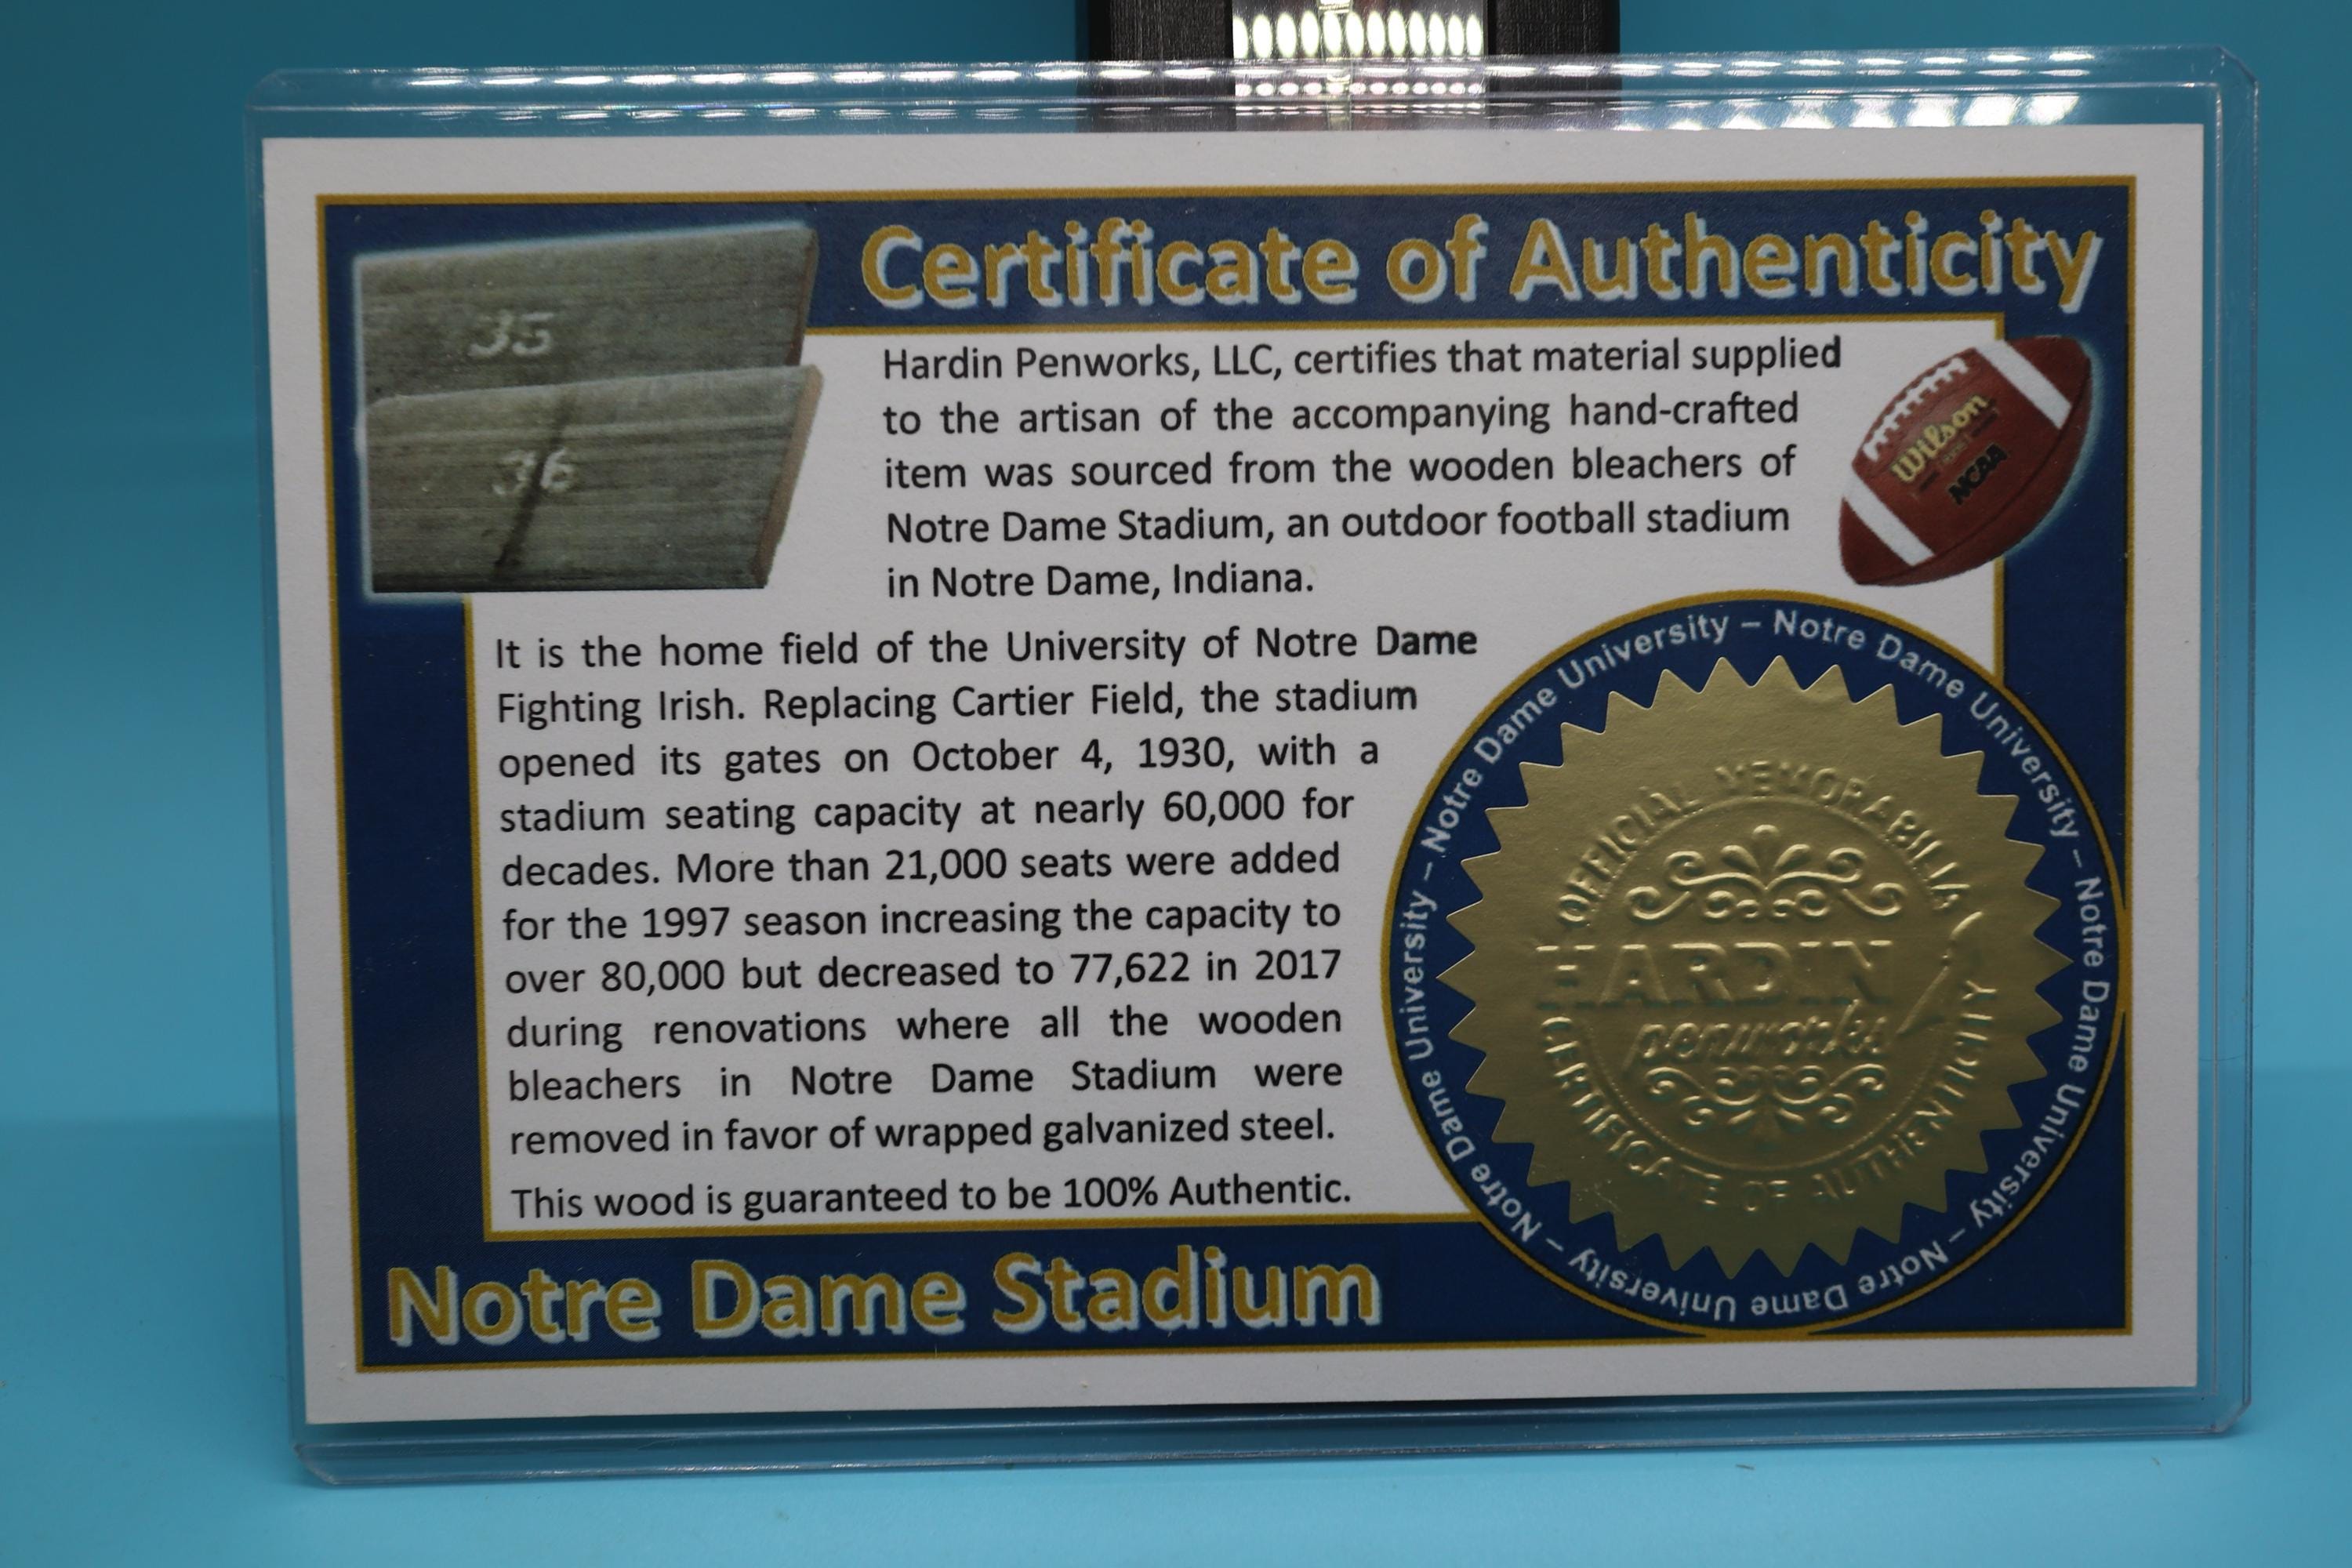 Certificate of Authenticity
35
36
Hardin Penworks, LLC, certifies that material supplied
to the artisan of the accompanying hand-crafted
item was sourced from the wooden bleachers of
Notre Dame Stadium, an outdoor football stadium
in Notre Dame, Indiana.
Wilson
NCAA
It is the home field of the University of Notre Dame
Fighting Irish. Replacing Cartier Field, the stadium
opened its gates on October 4, 1930, with a
stadium seating capacity at nearly 60,000 for
decades. More than 21,000 seats were added
for the 1997 season increasing the capacity to
over 80,000 but decreased to 77,622 in 2017
during renovations where all the wooden
bleachers in Notre Dame Stadium were
removed in favor of wrapped galvanized steel.
This wood is guaranteed to be 100% Authentic.
Notre Dame University – Notre Dame University – Notre Dame University – Notre Dame University – Notre Dame University –
OFFICIAL MEMORABILIA
HARDIN
penworks
CERTIFICATE OF AUTHENTICITY
Notre Dame Stadium